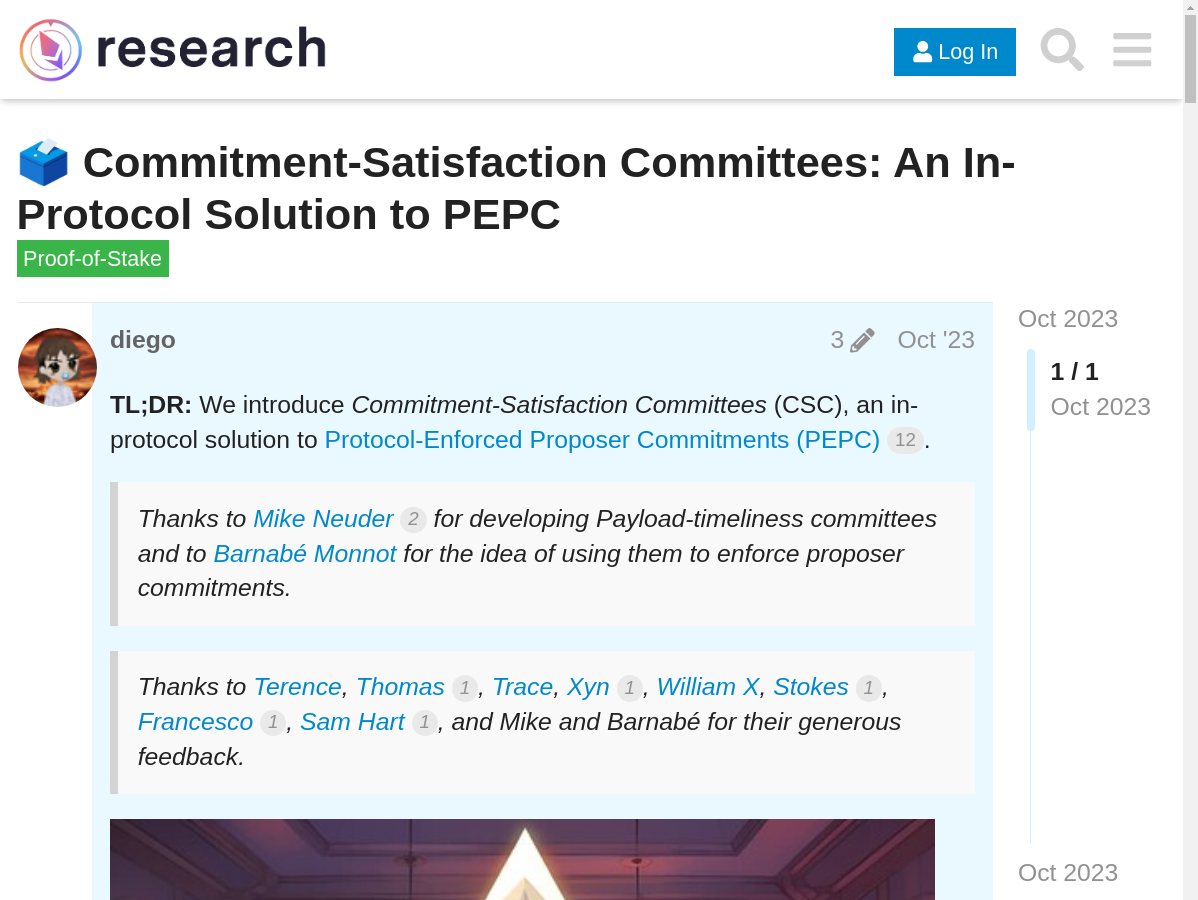 research
Log In
Commitment-Satisfaction Committees: An In-
Protocol Solution to PEPC
Proof-of-Stake
diego
3
Oct '23
TL;DR: We introduce Commitment-Satisfaction Committees (CSC), an in-
protocol solution to Protocol-Enforced Proposer Commitments (PEPC) 12.
Thanks to Mike Neuder 2 for developing Payload-timeliness committees
and to Barnabé Monnot for the idea of using them to enforce proposer
commitments.
Thanks to Terence, Thomas 1, Trace, Xyn 1, William X, Stokes 1,
Francesco 1, Sam Hart 1, and Mike and Barnabé for their generous
feedback.
Oct 2023
1 / 1
Oct 2023
Oct 2023